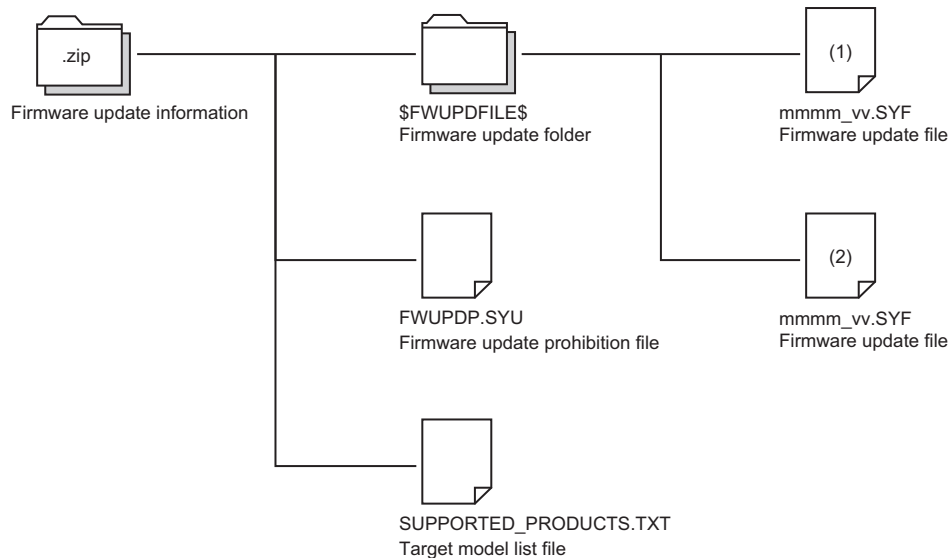 .zip
Firmware update information
$FWUPDFILE$
Firmware update folder
(1)
mmmm_vv.SYF
Firmware update file
FWUPDP.SYU
Firmware update prohibition file
(2)
mmmm_vv.SYF
Firmware update file
SUPPORTED_PRODUCTS.TXT
Target model list file